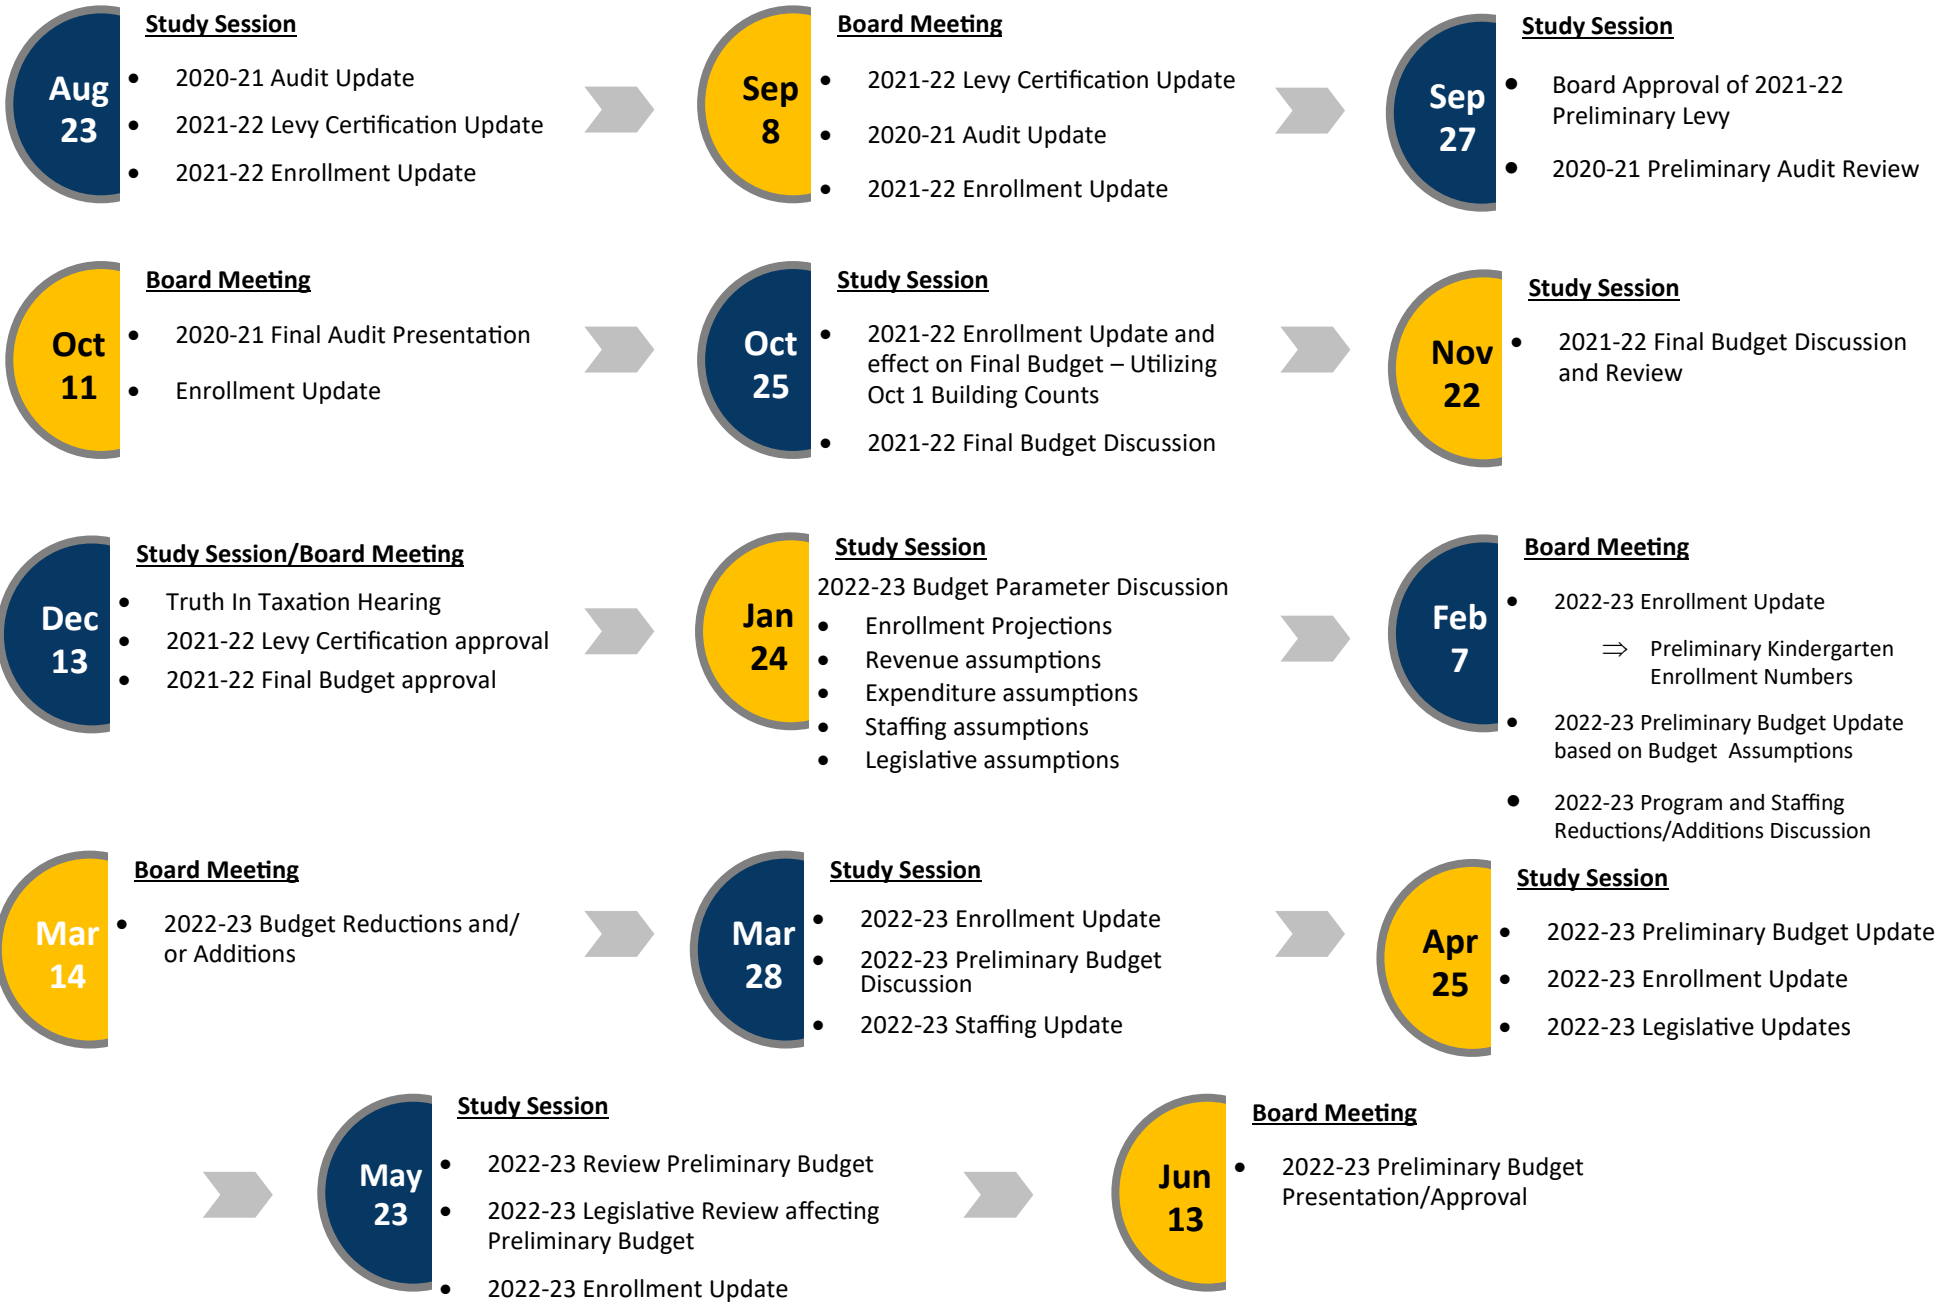 Aug
23
Study Session
• 2020-21 Audit Update
• 2021-22 Levy Certification Update
• 2021-22 Enrollment Update
Sep
8
Board Meeting
• 2021-22 Levy Certification Update
• 2020-21 Audit Update
• 2021-22 Enrollment Update
Sep
27
Study Session
• Board Approval of 2021-22
Preliminary Levy
• 2020-21 Preliminary Audit Review
Oct
11
Board Meeting
• 2020-21 Final Audit Presentation
• Enrollment Update
Oct
25
Study Session
• 2021-22 Enrollment Update and
effect on Final Budget – Utilizing
Oct 1 Building Counts
• 2021-22 Final Budget Discussion
Nov
22
Study Session
• 2021-22 Final Budget Discussion
and Review
Dec
13
Study Session/Board Meeting
• Truth In Taxation Hearing
• 2021-22 Levy Certification approval
• 2021-22 Final Budget approval
Jan
24
Study Session
2022-23 Budget Parameter Discussion
• Enrollment Projections
• Revenue assumptions
• Expenditure assumptions
• Staffing assumptions
• Legislative assumptions
Feb
7
Board Meeting
• 2022-23 Enrollment Update
⇒ Preliminary Kindergarten
Enrollment Numbers
• 2022-23 Preliminary Budget Update
based on Budget Assumptions
• 2022-23 Program and Staffing
Reductions/Additions Discussion
Mar
14
Board Meeting
• 2022-23 Budget Reductions and/
or Additions
Mar
28
Study Session
• 2022-23 Enrollment Update
• 2022-23 Preliminary Budget
Discussion
• 2022-23 Staffing Update
Apr
25
Study Session
• 2022-23 Preliminary Budget Update
• 2022-23 Enrollment Update
• 2022-23 Legislative Updates
May
23
Study Session
• 2022-23 Review Preliminary Budget
• 2022-23 Legislative Review affecting
Preliminary Budget
• 2022-23 Enrollment Update
Jun
13
Board Meeting
• 2022-23 Preliminary Budget
Presentation/Approval